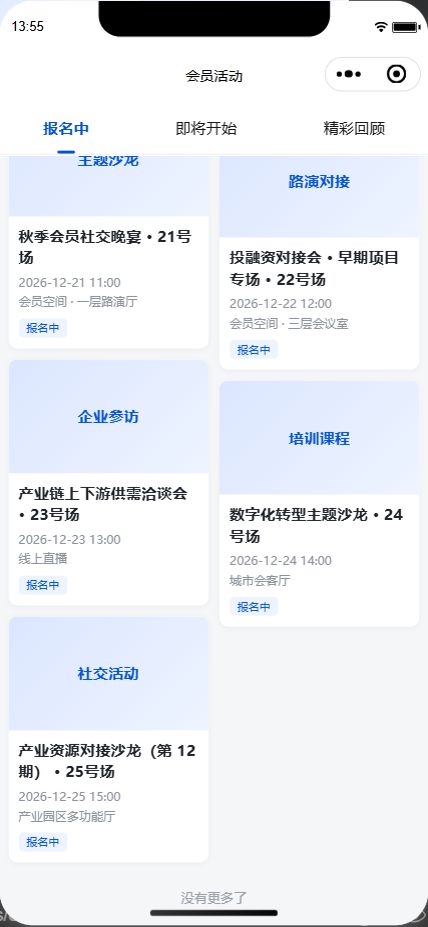 13:55
会员活动
报名中
即将开始
精彩回顾
主题沙龙
秋季会员社交晚宴·21号
场
2026-12-21 11:00
会员空间·一层路演厅
报名中
路演对接
投融资对接会·早期项目
专场·22号场
2026-12-22 12:00
会员空间·三层会议室
报名中
企业参访
产业链上下游供需洽谈会
·23号场
2026-12-23 13:00
线上直播
报名中
培训课程
数字化转型主题沙龙·24
号场
2026-12-24 14:00
城市会客厅
报名中
社交活动
产业资源对接沙龙（第 12
期）·25号场
2026-12-25 15:00
产业园区多功能厅
报名中
没有更多了